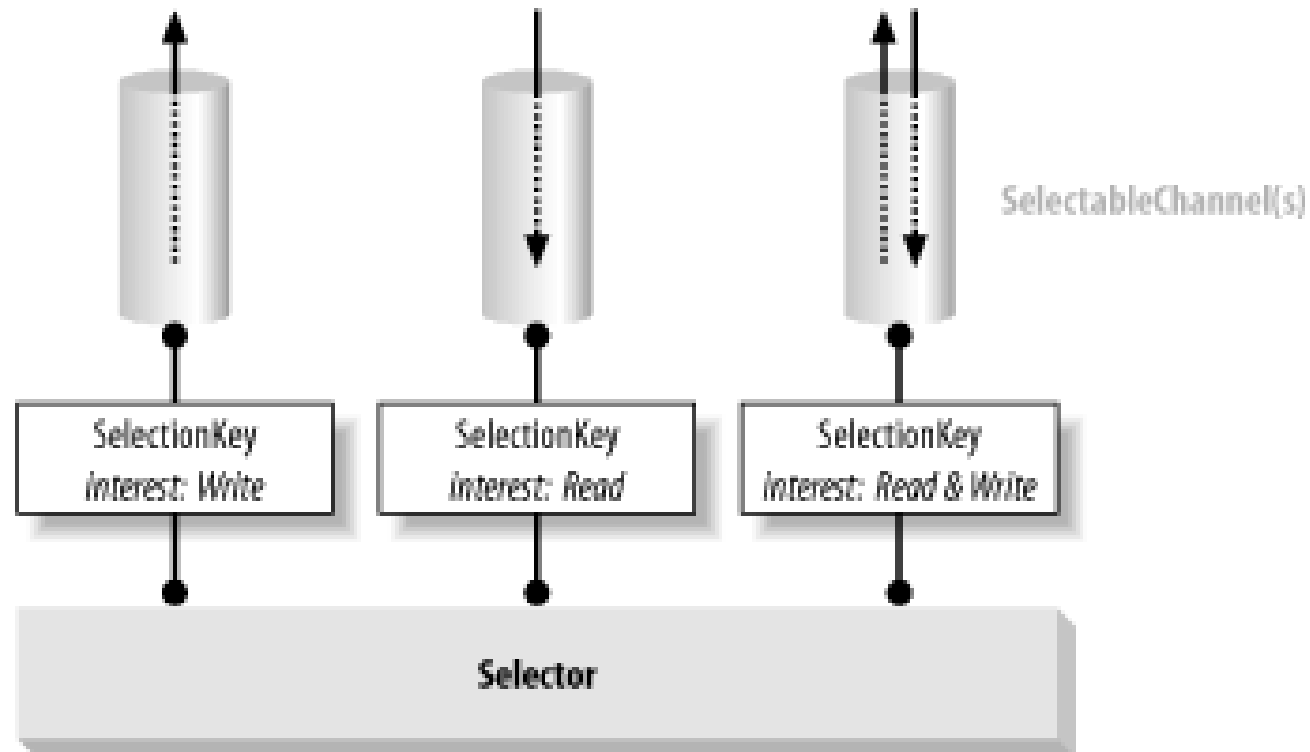 SelectableChannel(s)
SelectionKey
interest: Write
SelectionKey
interest: Read
SelectionKey
interest: Read & Write
Selector